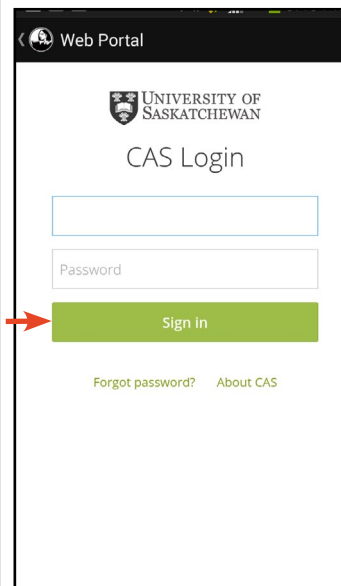 Web Portal
UNIVERSITY OF
SASKATCHEWAN
CAS Login
Password
Sign in
Forgot password? About CAS